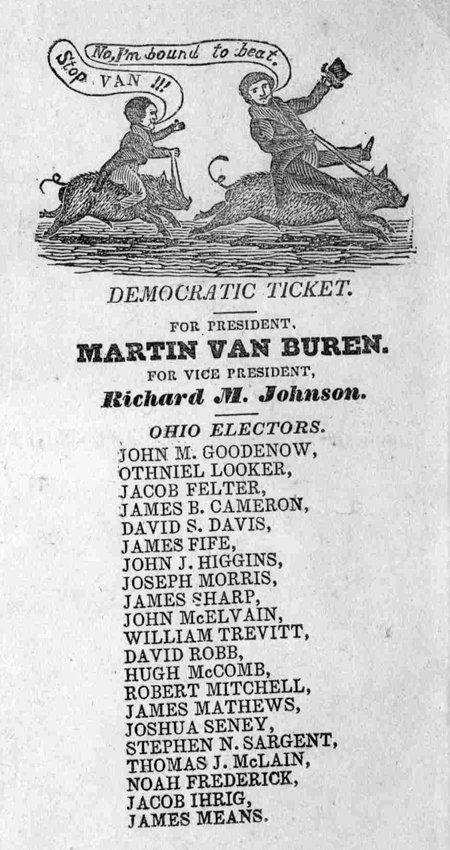 No, I'm bound to beat.
Stop VAN !!!
DEMOCRATIC TICKET.
FOR PRESIDENT,
MARTIN VAN BUREN.
FOR VICE PRESIDENT,
Richard M. Johnson.
OHIO ELECTORS.
JOHN M. GOODENOW,
OTHNIEL LOOKER,
JACOB FELTER,
JAMES B. CAMERON,
DAVID S. DAVIS,
JAMES FIFE,
JOHN J. HIGGINS,
JOSEPH MORRIS,
JAMES SHARP,
JOHN McELVAIN,
WILLIAM TREVITT,
DAVID ROBB,
HUGH McCOMB,
ROBERT MITCHELL,
JAMES MATHEWS,
JOSHUA SENEY,
STEPHEN N. SARGENT,
THOMAS J. McLAIN,
NOAH FREDERICK,
JACOB IHRIG,
JAMES MEANS.